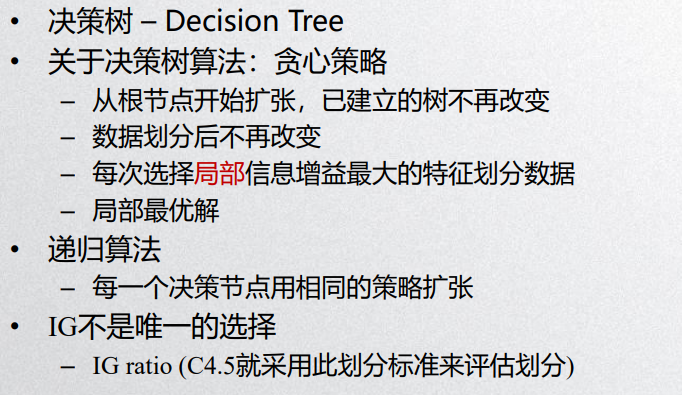 • 决策树 – Decision Tree
• 关于决策树算法：贪心策略
– 从根节点开始扩张，已建立的树不再改变
– 数据划分后不再改变
– 每次选择局部信息增益最大的特征划分数据
– 局部最优解
• 递归算法
– 每一个决策节点用相同的策略扩张
• IG不是唯一的选择
– IG ratio (C4.5就采用此划分标准来评估划分)